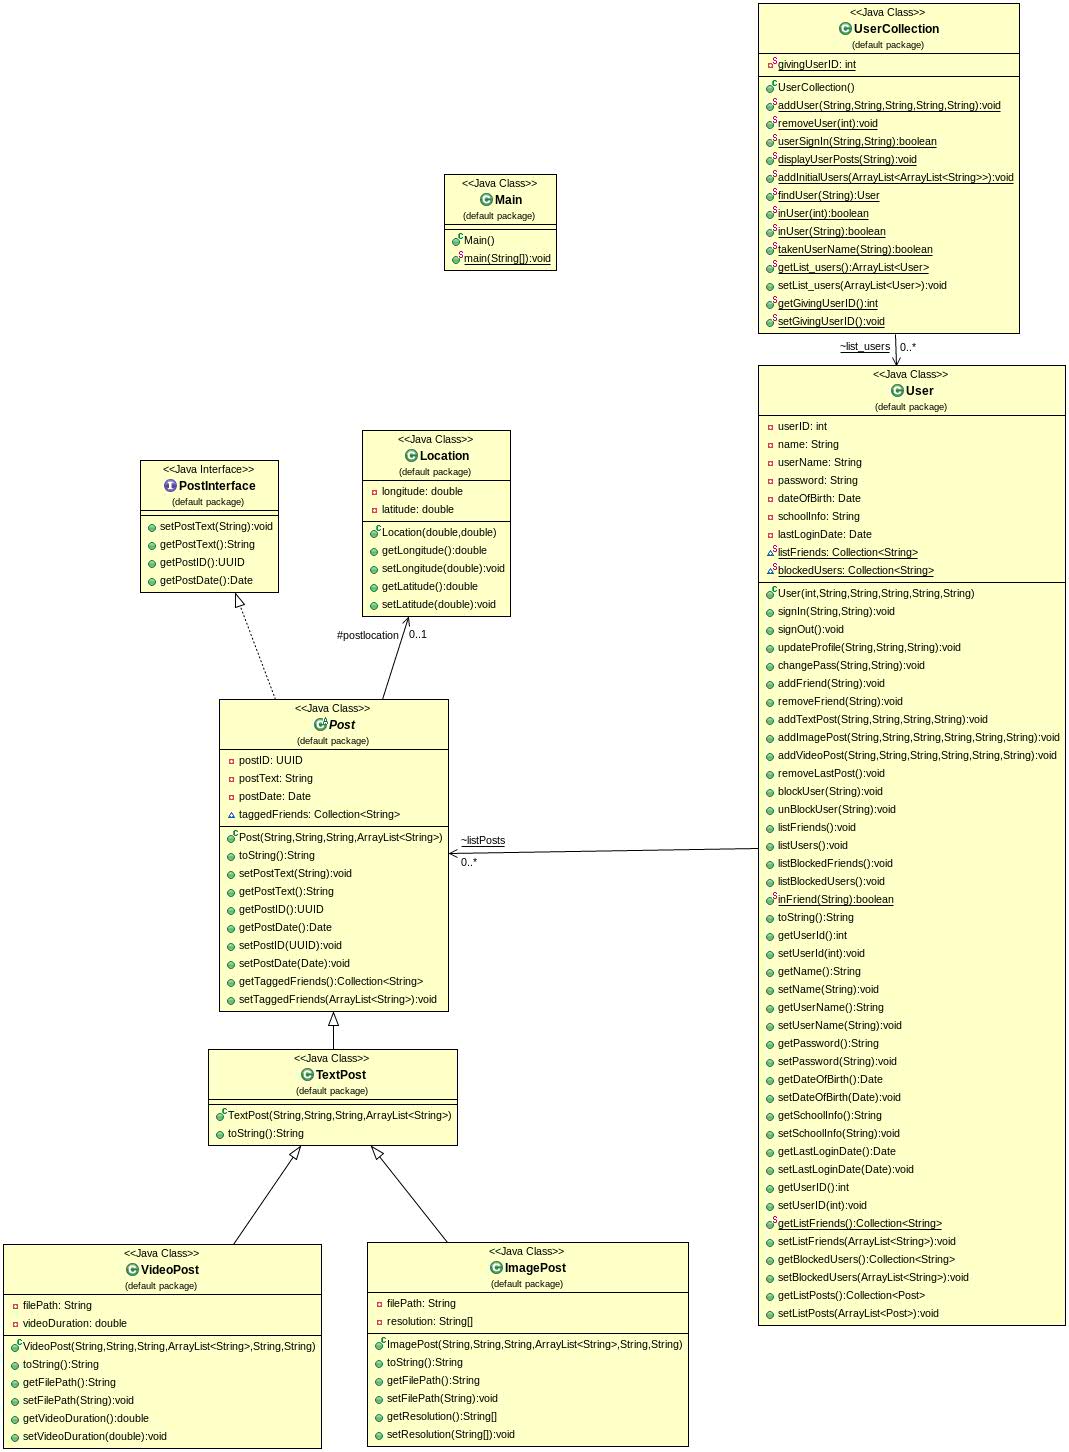 <<Java Class>>
UserCollection
(default package)
givingUserID: int
UserCollection()
addUser(String,String,String,String,String):void
removeUser(int):void
userSignIn(String,String):boolean
displayUserPosts(String):void
addInitialUsers(ArrayList<ArrayList<String>>):void
findUser(String):User
inUser(int):boolean
inUser(String):boolean
takenUserName(String):boolean
getList_users():ArrayList<User>
setList_users(ArrayList<User>):void
getGivingUserID():int
setGivingUserID():void
~list_users
0..*
<<Java Class>>
Main
(default package)
Main()
main(String[]):void
<<Java Class>>
User
(default package)
userID: int
name: String
userName: String
password: String
dateOfBirth: Date
schoolInfo: String
lastLoginDate: Date
listFriends: Collection<String>
blockedUsers: Collection<String>
User(int,String,String,String,String,String)
signIn(String,String):void
signOut():void
updateProfile(String,String,String):void
changePass(String,String):void
addFriend(String):void
removeFriend(String):void
addTextPost(String,String,String,String):void
addImagePost(String,String,String,String,String,String):void
addVideoPost(String,String,String,String,String,String):void
removeLastPost():void
blockUser(String):void
unBlockUser(String):void
listFriends():void
listUsers():void
listBlockedFriends():void
listBlockedUsers():void
inFriend(String):boolean
toString():String
getUserId():int
setUserId(int):void
getName():String
setName(String):void
getUserName():String
setUserName(String):void
getPassword():String
setPassword(String):void
getDateOfBirth():Date
setDateOfBirth(Date):void
getSchoolInfo():String
setSchoolInfo(String):void
getLastLoginDate():Date
setLastLoginDate(Date):void
getUserID():int
setUserID(int):void
getListFriends():Collection<String>
setListFriends(ArrayList<String>):void
getBlockedUsers():Collection<String>
setBlockedUsers(ArrayList<String>):void
getListPosts():Collection<Post>
setListPosts(ArrayList<Post>):void
<<Java Interface>>
PostInterface
(default package)
setPostText(String):void
getPostText():String
getPostID():UUID
getPostDate():Date
<<Java Class>>
Location
(default package)
longitude: double
latitude: double
Location(double,double)
getLongitude():double
setLongitude(double):void
getLatitude():double
setLatitude(double):void
#postlocation
0..1
<<Java Class>>
Post
(default package)
postID: UUID
postText: String
postDate: Date
taggedFriends: Collection<String>
Post(String,String,String,ArrayList<String>)
toString():String
setPostText(String):void
getPostText():String
getPostID():UUID
getPostDate():Date
setPostID(UUID):void
setPostDate(Date):void
getTaggedFriends():Collection<String>
setTaggedFriends(ArrayList<String>):void
~listPosts
0..*
<<Java Class>>
TextPost
(default package)
TextPost(String,String,String,ArrayList<String>)
toString():String
<<Java Class>>
VideoPost
(default package)
filePath: String
videoDuration: double
VideoPost(String,String,String,ArrayList<String>,String,String)
toString():String
getFilePath():String
setFilePath(String):void
getVideoDuration():double
setVideoDuration(double):void
<<Java Class>>
ImagePost
(default package)
filePath: String
resolution: String[]
ImagePost(String,String,String,ArrayList<String>,String,String)
toString():String
getFilePath():String
setFilePath(String):void
getResolution():String[]
setResolution(String[]):void